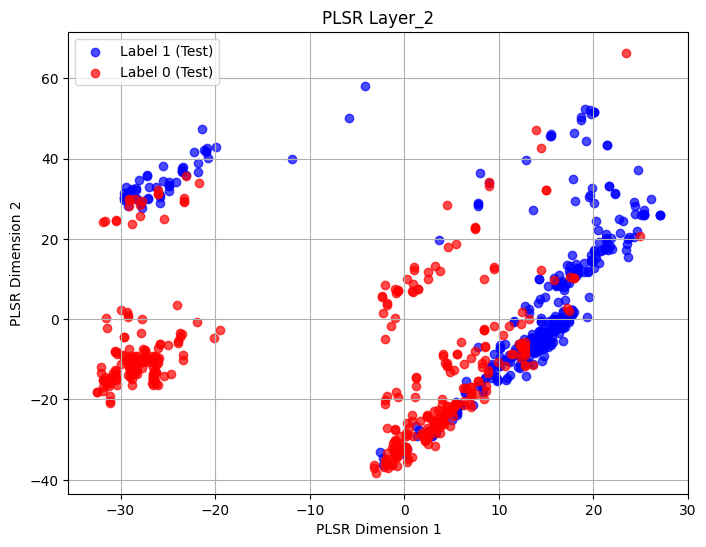 PLSR Layer_2
Label 1 (Test)
Label 0 (Test)
PLSR Dimension 2
60
40
20
0
−20
−40
−30
−20
−10
0
10
20
30
PLSR Dimension 1